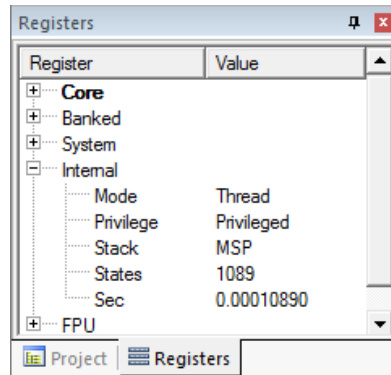 Registers
Register Value
Core
Banked
System
Internal
Mode Thread
Privilege Privileged
Stack MSP
States 1089
Sec 0.00010890
FPU
Project Registers